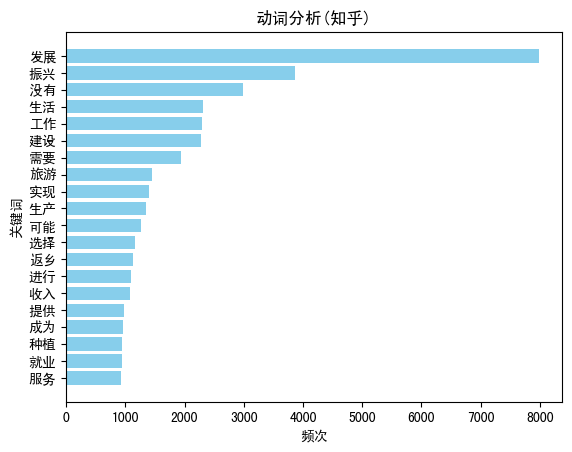 动词分析(知乎)
关键词
发展
振兴
没有
生活
工作
建设
需要
旅游
实现
生产
可能
选择
返乡
进行
收入
提供
成为
种植
就业
服务
0 1000 2000 3000 4000 5000 6000 7000 8000
频次